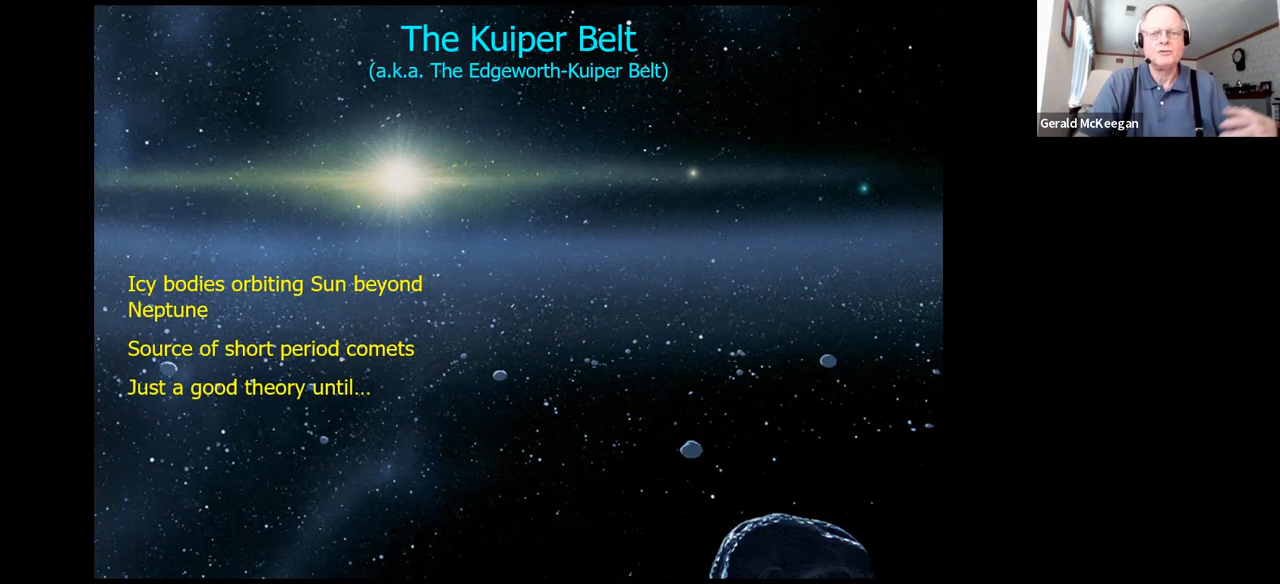 The Kuiper Belt
(a.k.a. The Edgeworth-Kuiper Belt)
Gerald McKeegan
Icy bodies orbiting Sun beyond
Neptune
Source of short period comets
Just a good theory until...